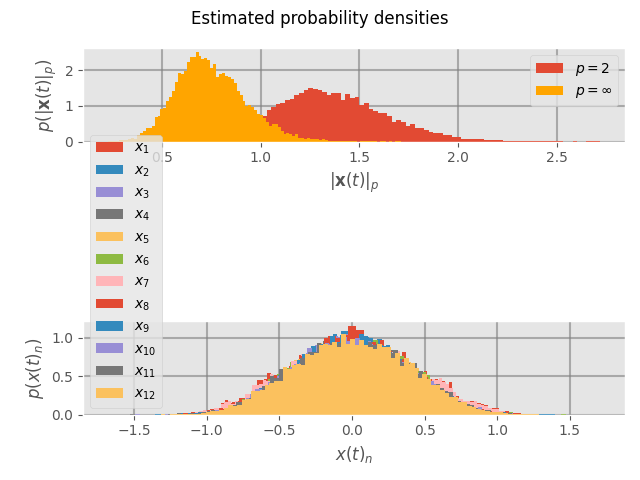 Estimated probability densities
p(|x(t)|_p)
2
1
0
0.5 1.0 1.5 2.0 2.5
|x(t)|_p
p = 2
p = ∞
x_1
x_2
x_3
x_4
x_5
x_6
x_7
x_8
x_9
x_10
x_11
x_12
p(x(t)_n)
1.0
0.5
0.0
−1.5 −1.0 −0.5 0.0 0.5 1.0 1.5
x(t)_n